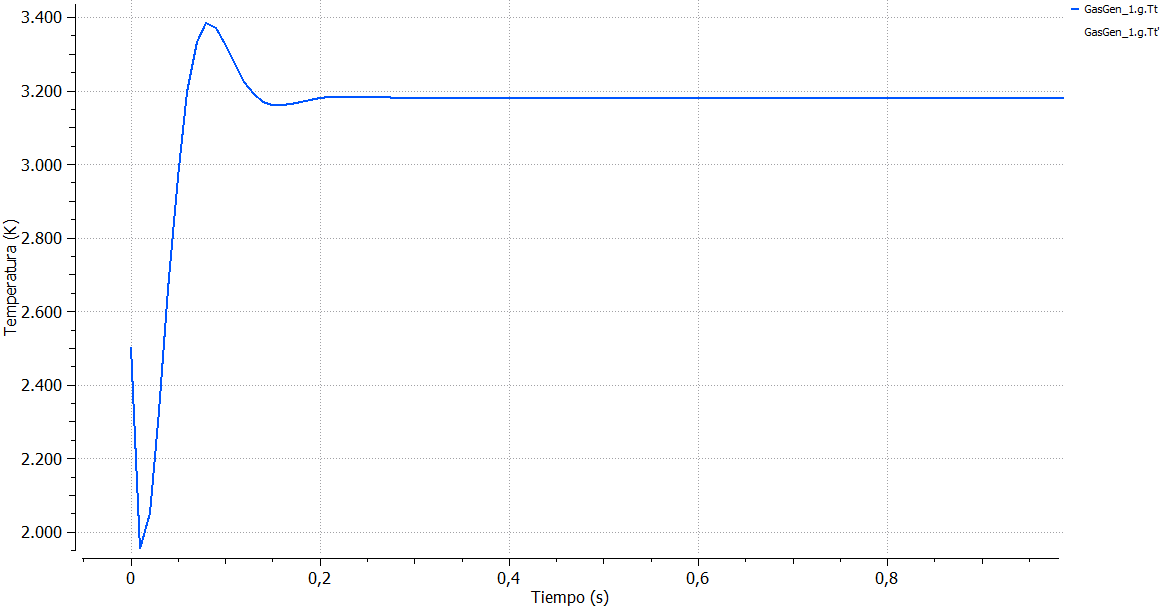 GasGen_1.g.Tt
GasGen_1.g.Tt'
3.400
3.200
3.000
2.800
2.600
2.400
2.200
2.000
Temperatura (K)
0 0,2 0,4 0,6 0,8
Tiempo (s)